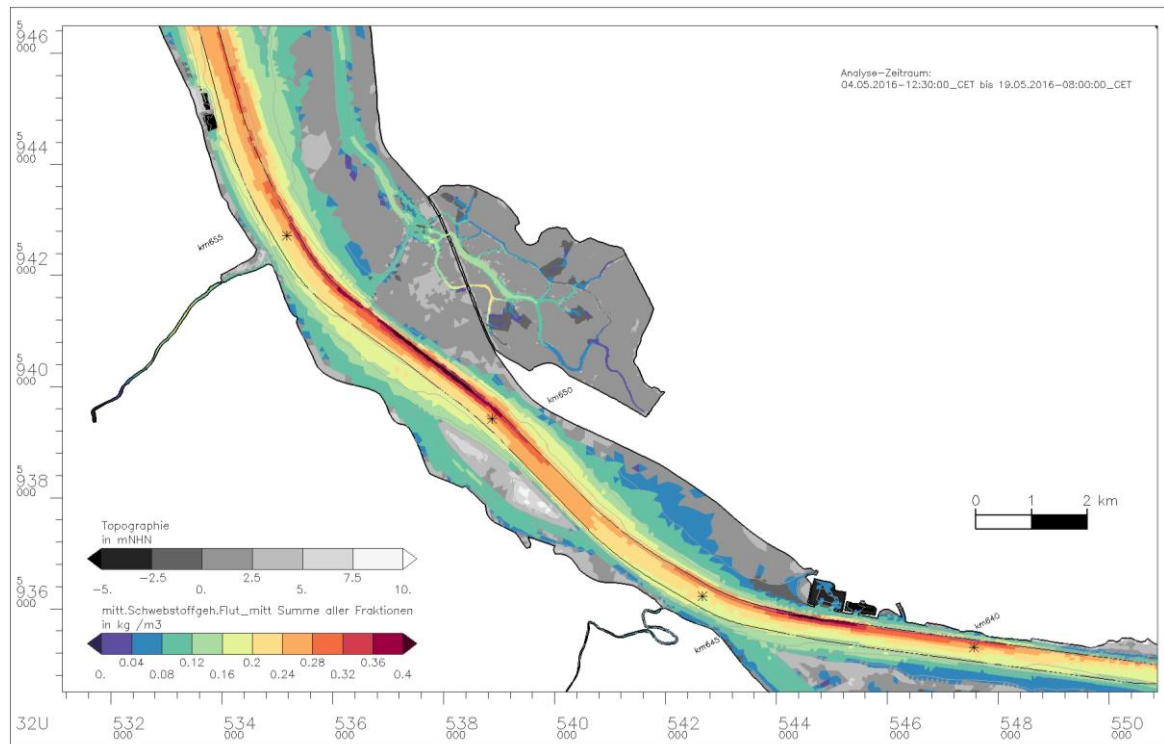 5 946 000
5 944 000
5 942 000
5 940 000
5 938 000
5 936 000
Analyse-Zeitraum:
04.05.2016-12:30:00_CET bis 19.05.2016-08:00:00_CET
km655
km650
km645
km640
0 1 2 km
Topographie
in mNHN
-2.5 2.5 7.5
-5. 0. 5 10.
mitt.Schwebstoffgeh.Flut_mitt Summe aller Fraktionen
in kg /m3
0.04 0.12 0.2 0.28 0.36
0. 0.08 0.16 0.24 0.32 0.4
32U 532 000 534 000 536 000 538 000 540 000 542 000 544 000 546 000 548 000 550 000